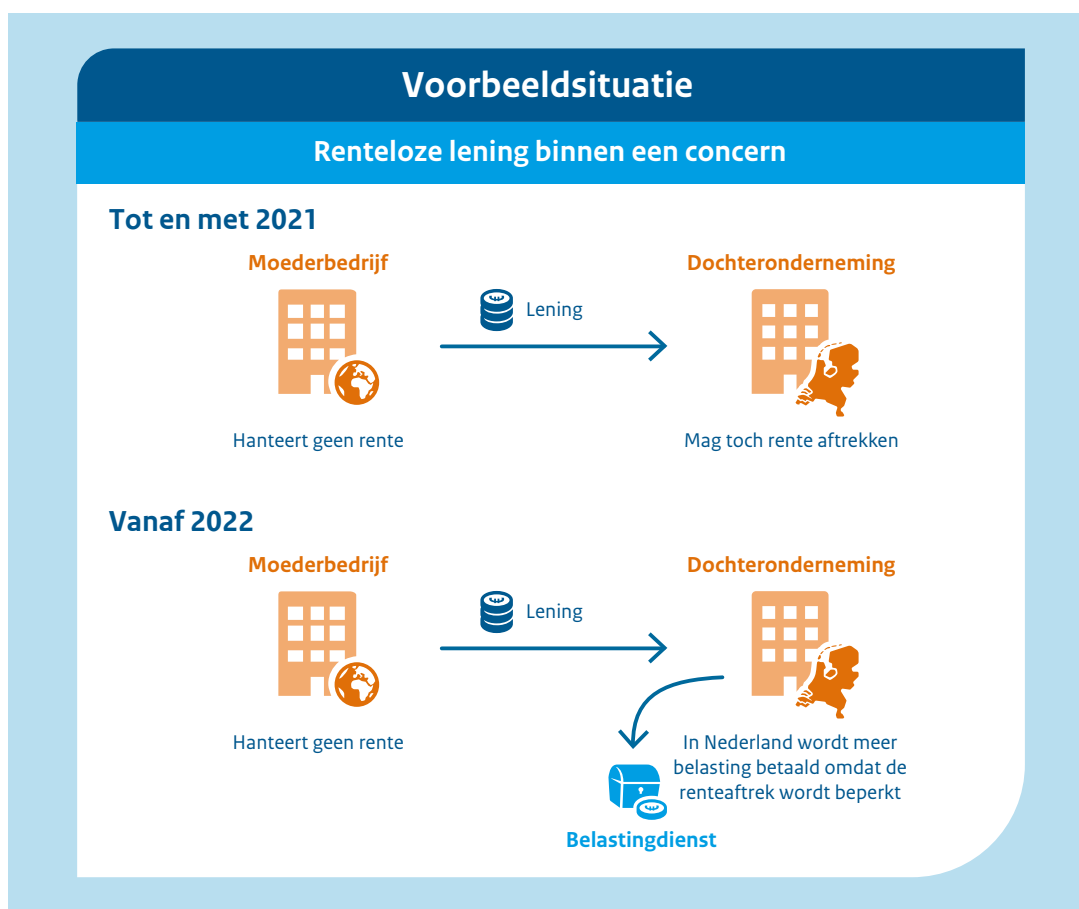 Voorbeeldsituatie
Renteloze lening binnen een concern
Tot en met 2021
Moederbedrijf
Dochteronderneming
Lening
Hanteert geen rente
Mag toch rente aftrekken
Vanaf 2022
Moederbedrijf
Dochteronderneming
Lening
Hanteert geen rente
In Nederland wordt meer
belasting betaald omdat de
renteaftrek wordt beperkt
Belastingdienst